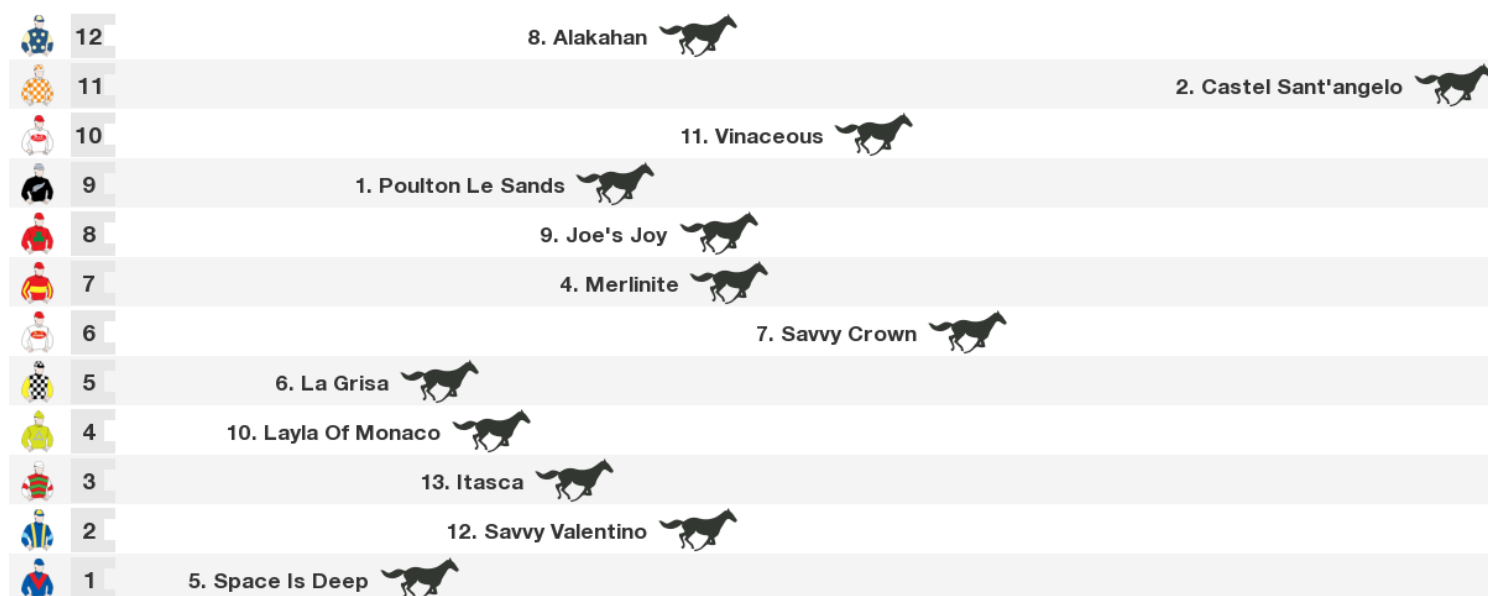 12 8. Alakahan
11 2. Castel Sant'angelo
10 11. Vinaceous
9 1. Poulton Le Sands
8 9. Joe's Joy
7 4. Merlinite
6 7. Savvy Crown
5 6. La Grisa
4 10. Layla Of Monaco
3 13. Itasca
2 12. Savvy Valentino
1 5. Space Is Deep